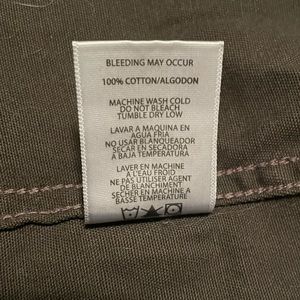 BLEEDING MAY OCCUR
100% COTTON/ALGODON
MACHINE WASH COLD
DO NOT BLEACH
TUMBLE DRY LOW
LAVAR A MAQUINA EN
AGUA FRIA
NO USAR BLANQUEADOR
SECAR EN SECADORA
A BAJA TEMPERATURA
LAVER EN MACHINE
À L'EAU FROID
NE PAS UTILISER AGENT
DE BLANCHIMENT
SECHER EN MACHINE A
BASSE TEMPERATURE